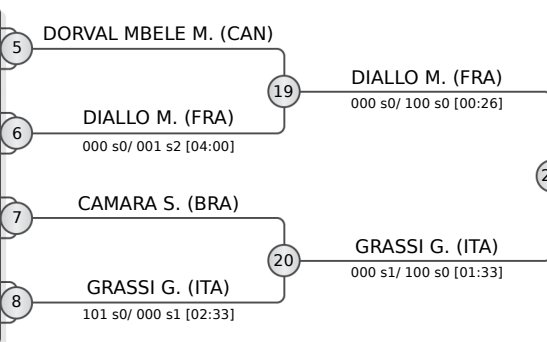 DORVAL MBELE M. (CAN)
5
19
DIALLO M. (FRA)
000 s0/ 100 s0 [00:26]
DIALLO M. (FRA)
6
000 s0/ 001 s2 [04:00]
CAMARA S. (BRA)
7
20
GRASSI G. (ITA)
000 s1/ 100 s0 [01:33]
GRASSI G. (ITA)
8
101 s0/ 000 s1 [02:33]